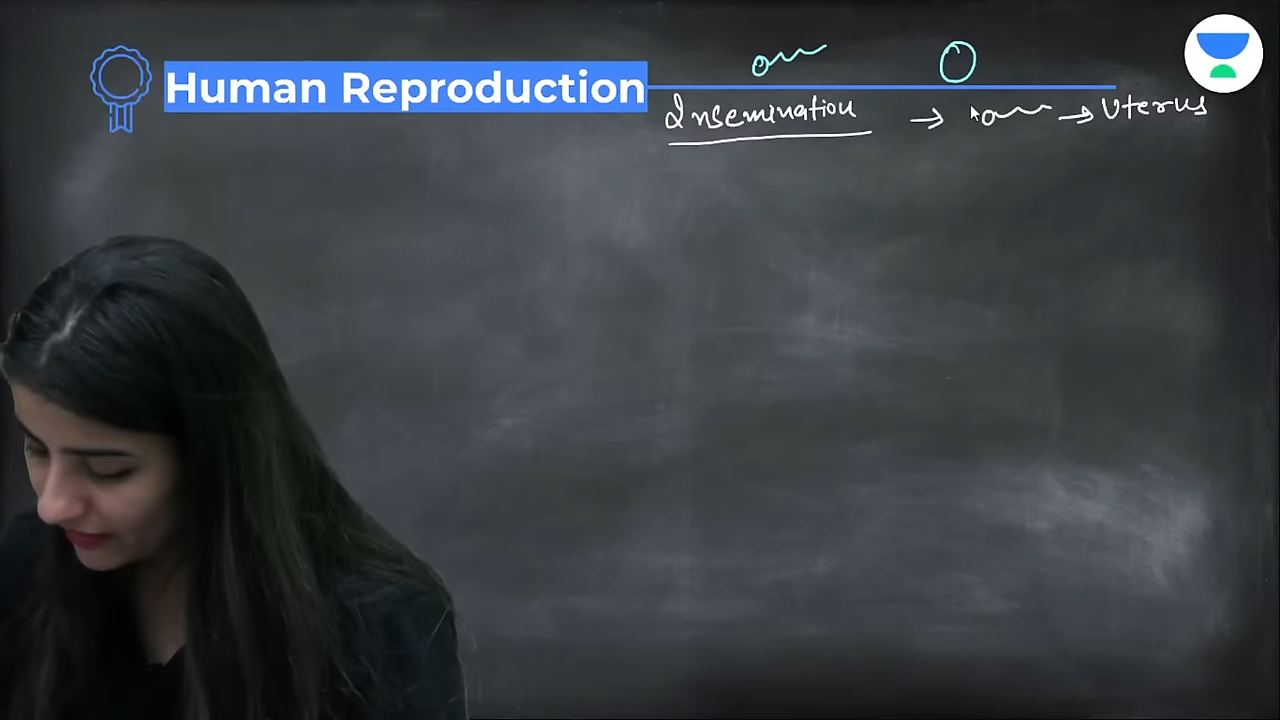 Human Reproduction
Insemination → → Uterus